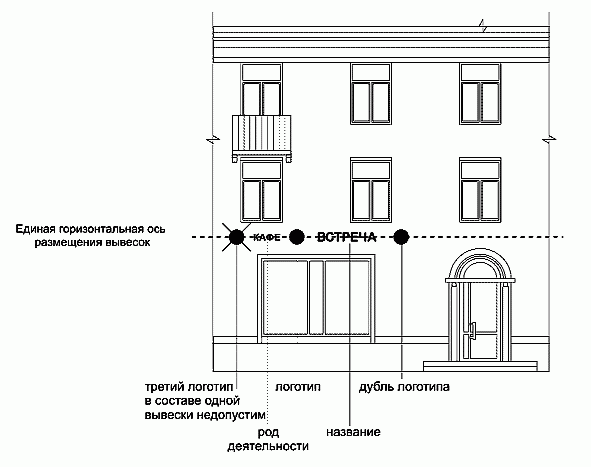 Единая горизонтальная ось
размещения вывесок
КАФЕ
ВСТРЕЧА
третий логотип
в составе одной
вывески недопустим
логотип
дубль логотипа
род
деятельности
название